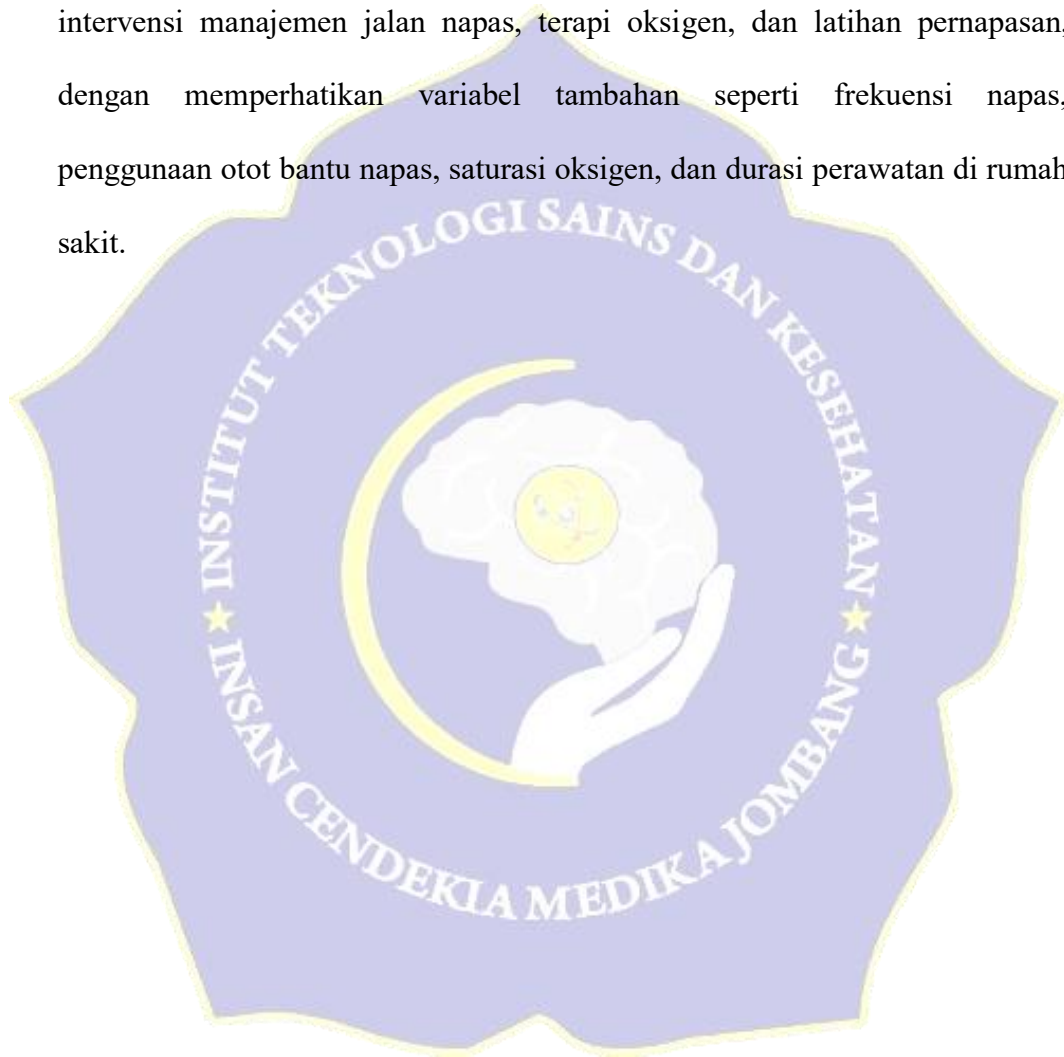 intervensi manajemen jalan napas, terapi oksigen, dan latihan pernapasan,
dengan memperhatikan variabel tambahan seperti frekuensi napas,
penggunaan otot bantu napas, saturasi oksigen, dan durasi perawatan di rumah
sakit.
INSTITUT TEKNOLOGI SAINS DAN KESEHATAN
INSAN CENDEKIA MEDIKA JOMBANG